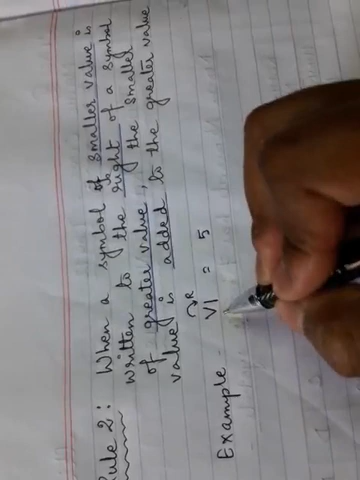 Rule 2: When a symbol of smaller value is
written to the right of a symbol
of greater value, the smaller
value is added to the greater value
R
Example VI = 5